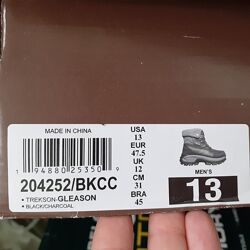 MADE IN CHINA
1 94880 25350 9
204252/BKCC
• TREKSON-GLEASON
• BLACK/CHARCOAL
USA
13
EUR
47.5
UK
12
CM
31
BRA
45
MEN'S
13